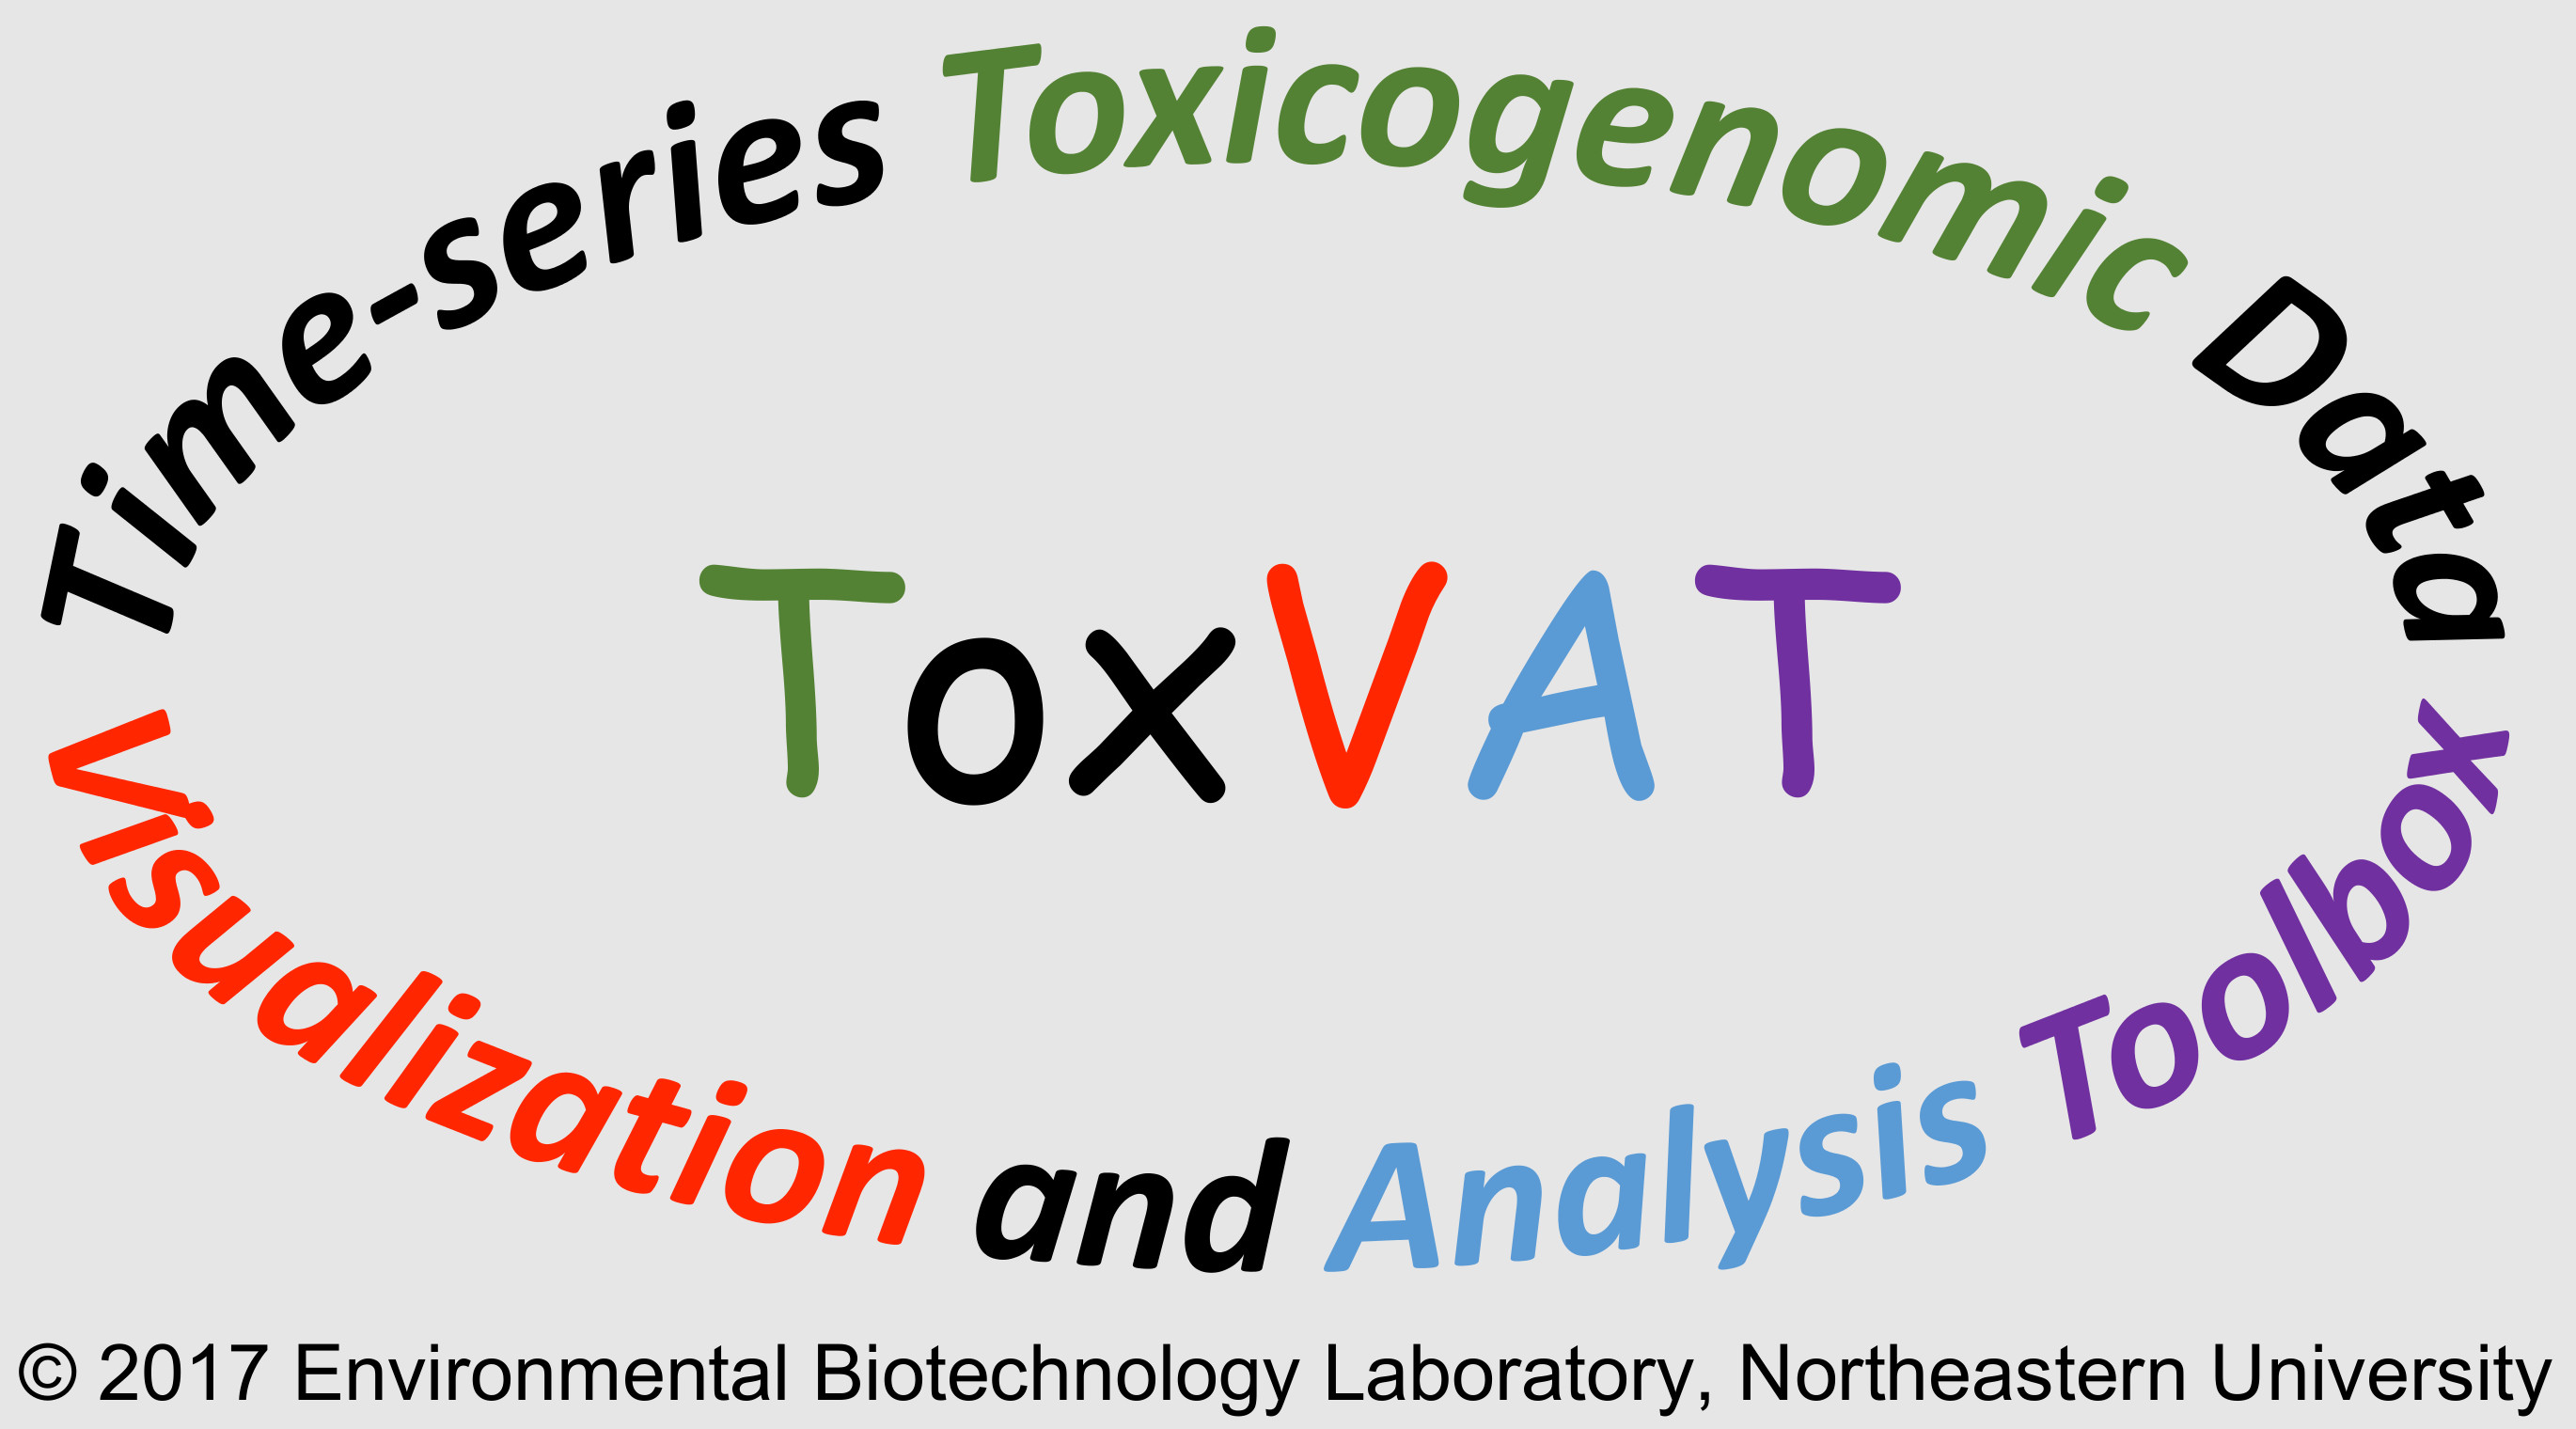 Time-series Toxicogenomic Data
ToxVAT
Visualization and Analysis Toolbox
© 2017 Environmental Biotechnology Laboratory, Northeastern University